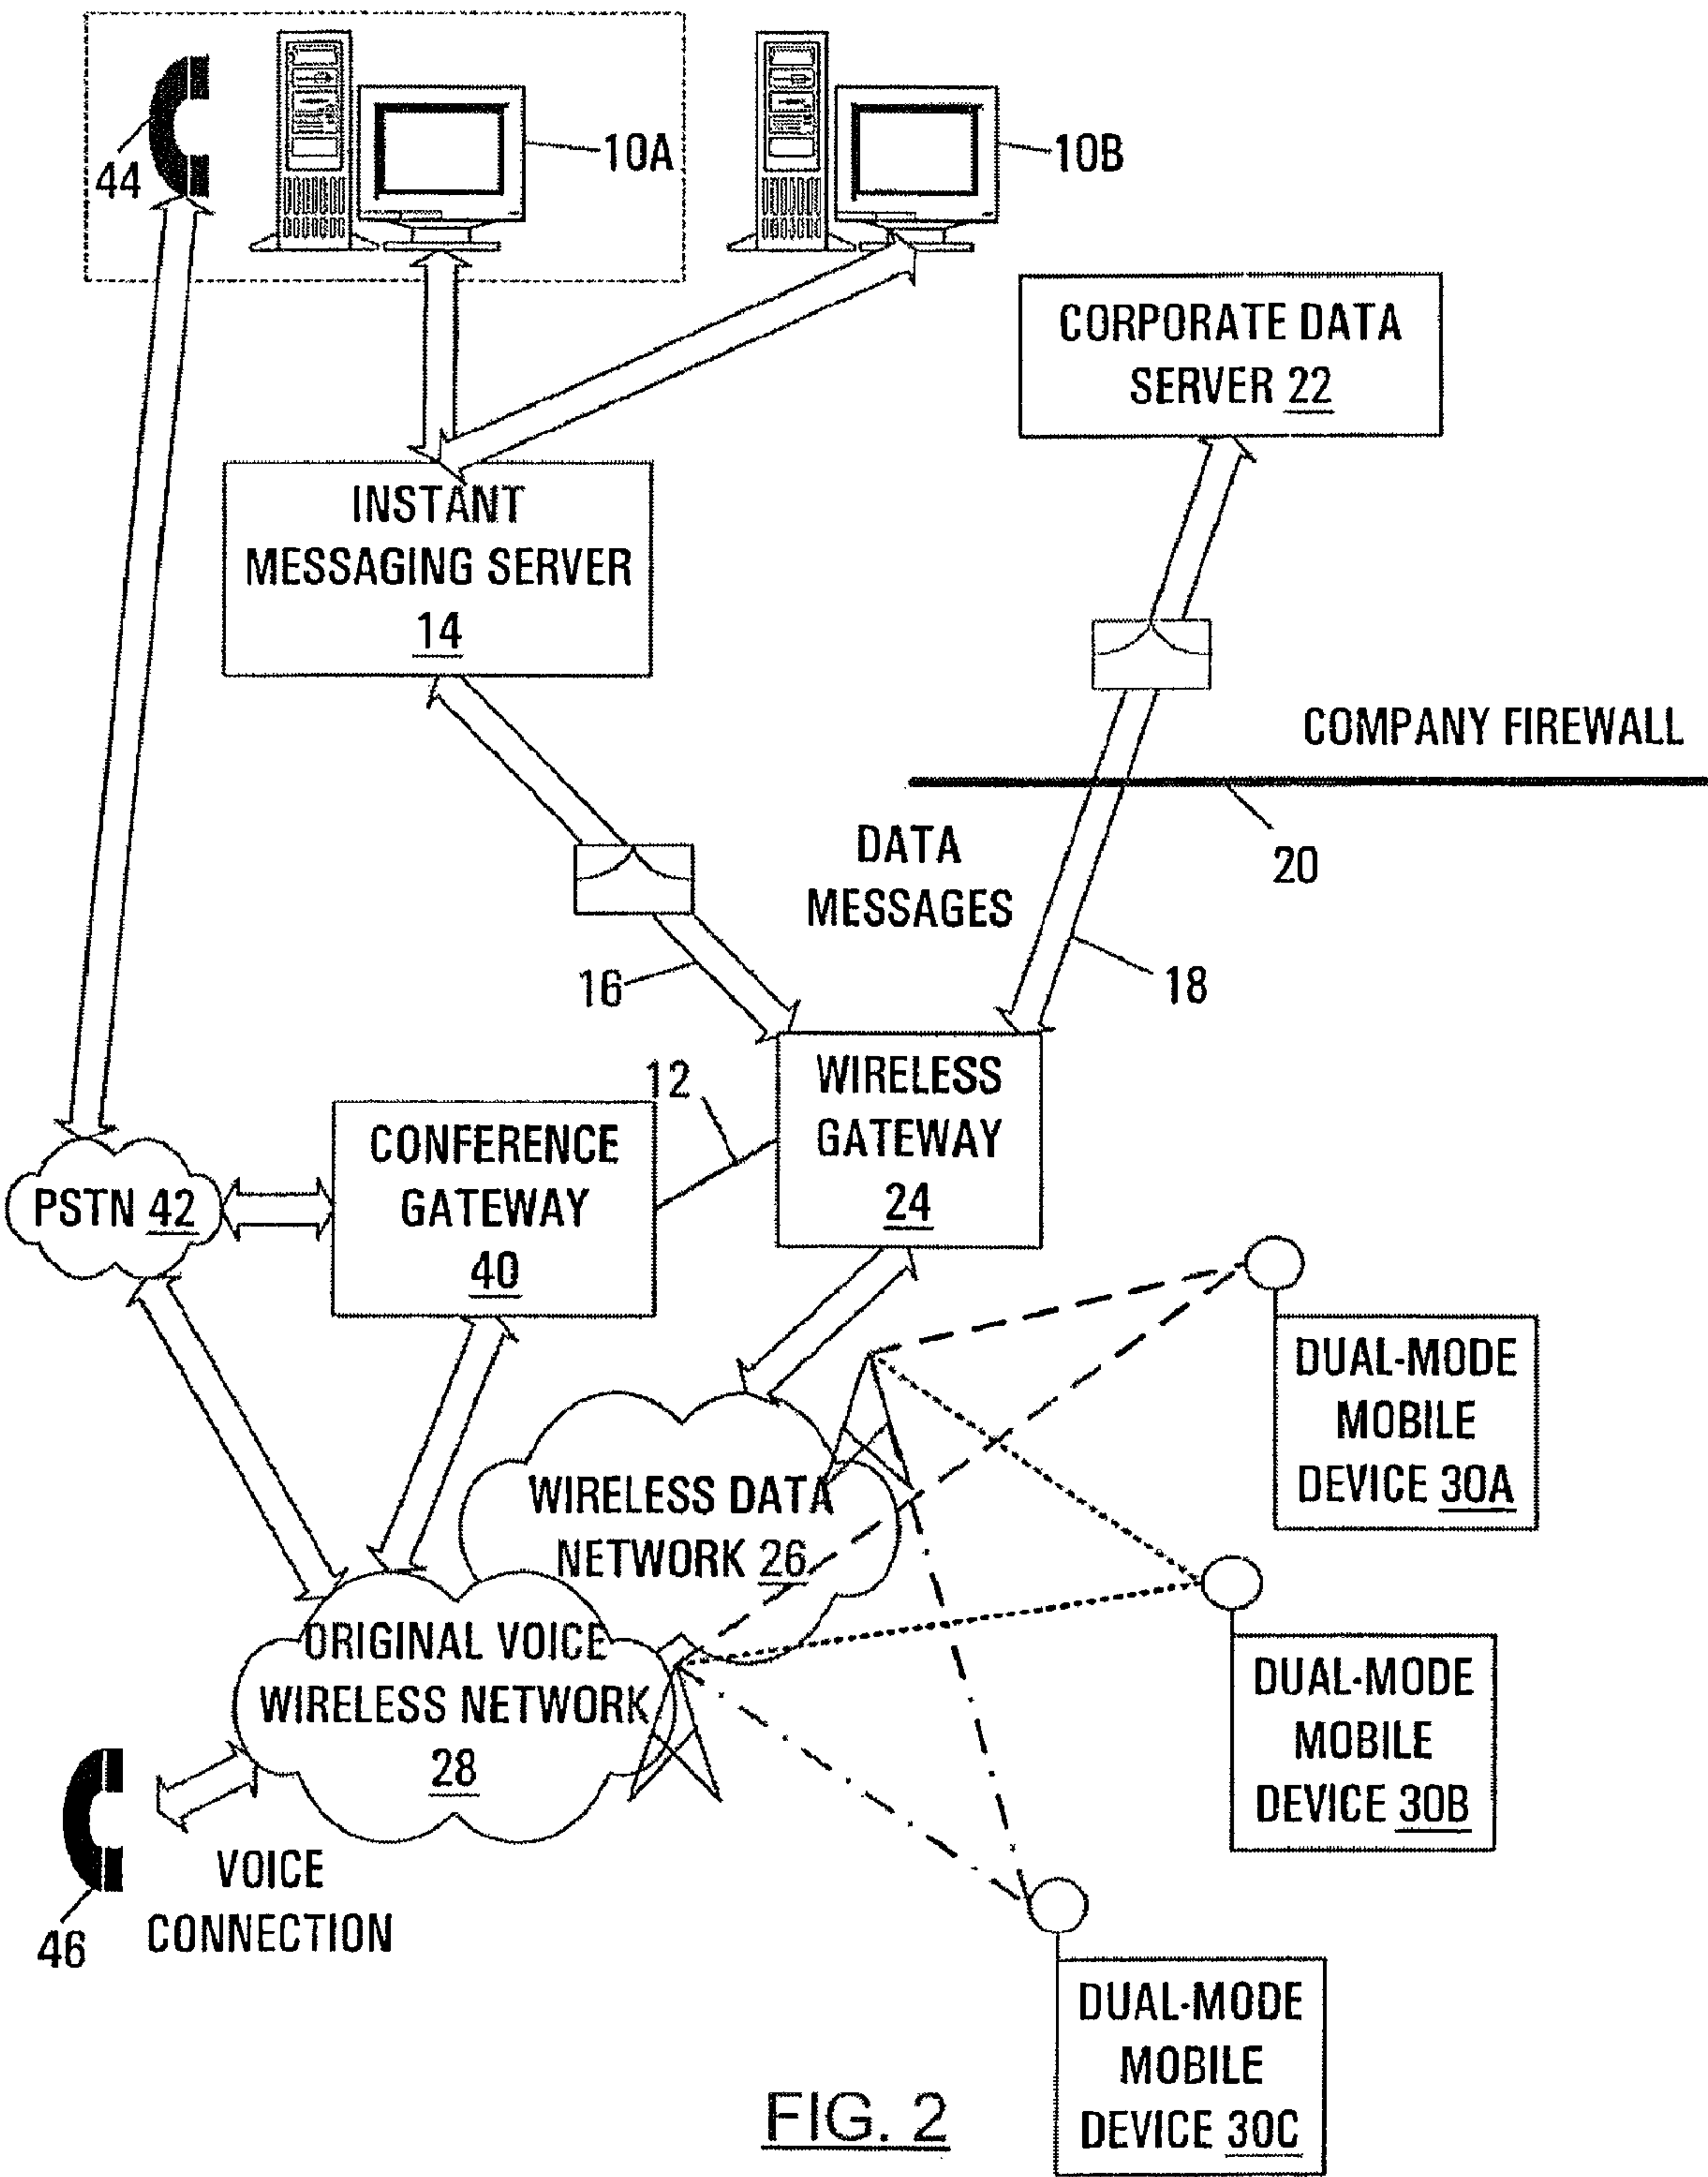 44
10A
10B
CORPORATE DATA
SERVER 22
INSTANT
MESSAGING SERVER
14
COMPANY FIREWALL
20
DATA
MESSAGES
16
18
12
WIRELESS
GATEWAY
24
CONFERENCE
GATEWAY
40
PSTN 42
DUAL-MODE
MOBILE
DEVICE 30A
WIRELESS DATA
NETWORK 26
ORIGINAL VOICE
WIRELESS NETWORK
28
DUAL-MODE
MOBILE
DEVICE 30B
46
VOICE
CONNECTION
DUAL-MODE
MOBILE
DEVICE 30C
FIG. 2